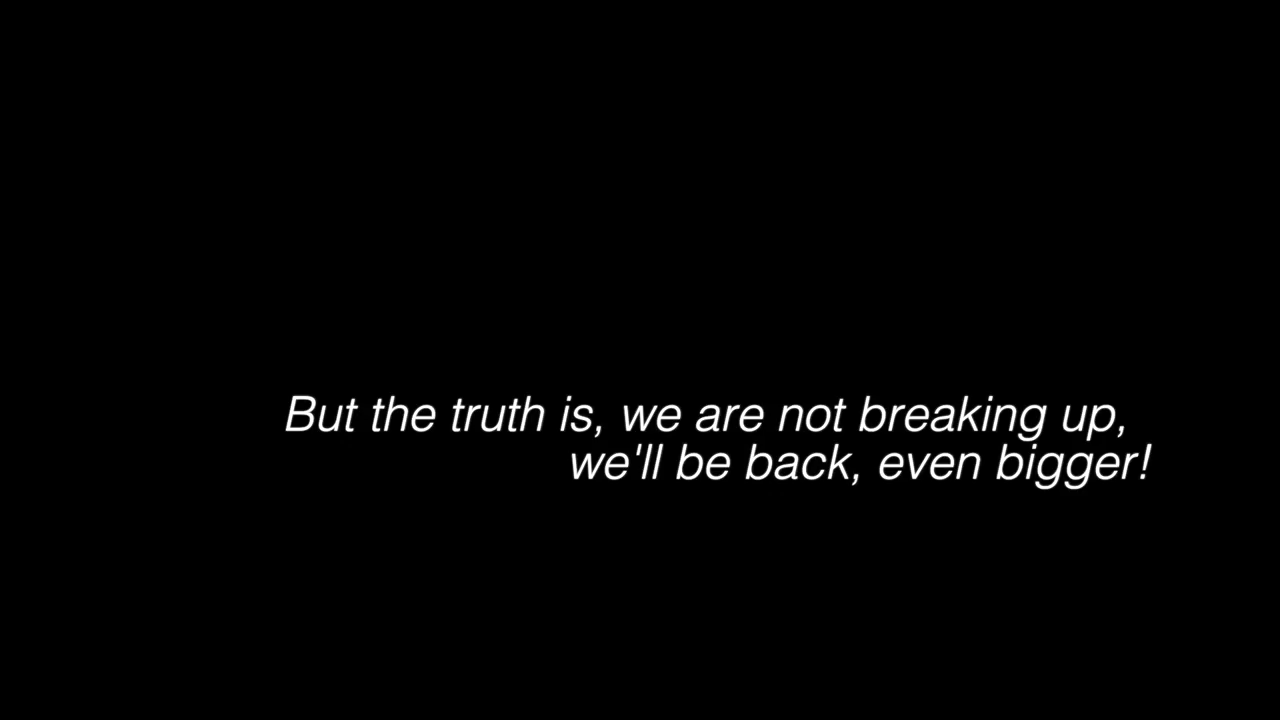 But the truth is, we are not breaking up,
we'll be back, even bigger!